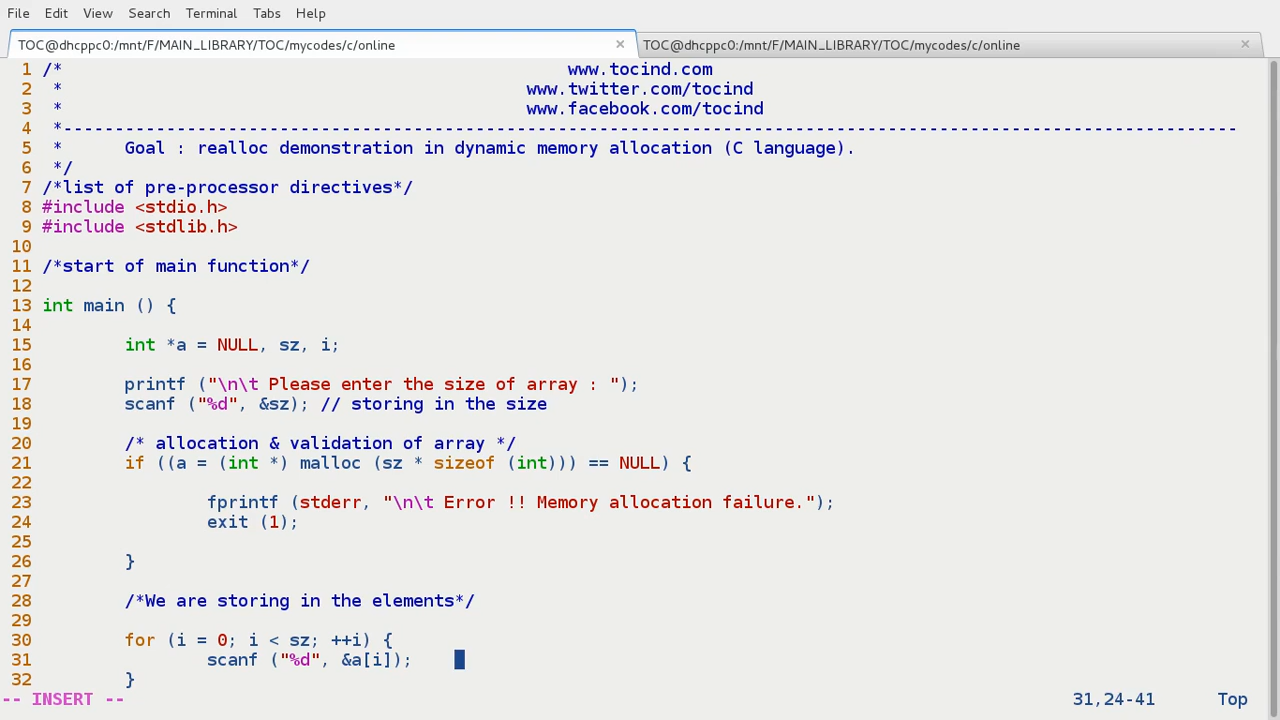 File Edit View Search Terminal Tabs Help
TOC@dhcppc0:/mnt/F/MAIN_LIBRARY/TOC/mycodes/c/online × TOC@dhcppc0:/mnt/F/MAIN_LIBRARY/TOC/mycodes/c/online ×
1 /* www.tocind.com
2 * www.twitter.com/tocind
3 * www.facebook.com/tocind
4 *------------------------------------------------------------------------------------------------------------------
5 * Goal : realloc demonstration in dynamic memory allocation (C language).
6 */
7 /*list of pre-processor directives*/
8 #include <stdio.h>
9 #include <stdlib.h>
10
11 /*start of main function*/
12
13 int main () {
14
15 int *a = NULL, sz, i;
16
17 printf ("\n\t Please enter the size of array : ");
18 scanf ("%d", &sz); // storing in the size
19
20 /* allocation & validation of array */
21 if ((a = (int *) malloc (sz * sizeof (int))) == NULL) {
22
23 fprintf (stderr, "\n\t Error !! Memory allocation failure.");
24 exit (1);
25
26 }
27
28 /*We are storing in the elements*/
29
30 for (i = 0; i < sz; ++i) {
31 scanf ("%d", &a[i]);
32 }
-- INSERT -- 31,24-41 Top